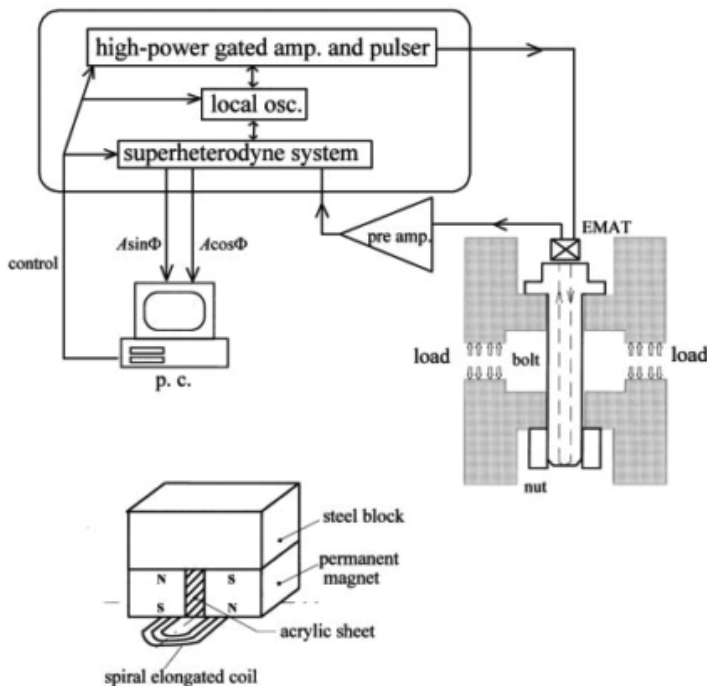 high-power gated amp. and pulser
local osc.
superheterodyne system
EMAT
pre amp.
AsinΦ
AcosΦ
control
load
bolt
load
p. c.
nut
steel block
N
S
permanent
magnet
S
N
acrylic sheet
spiral elongated coil